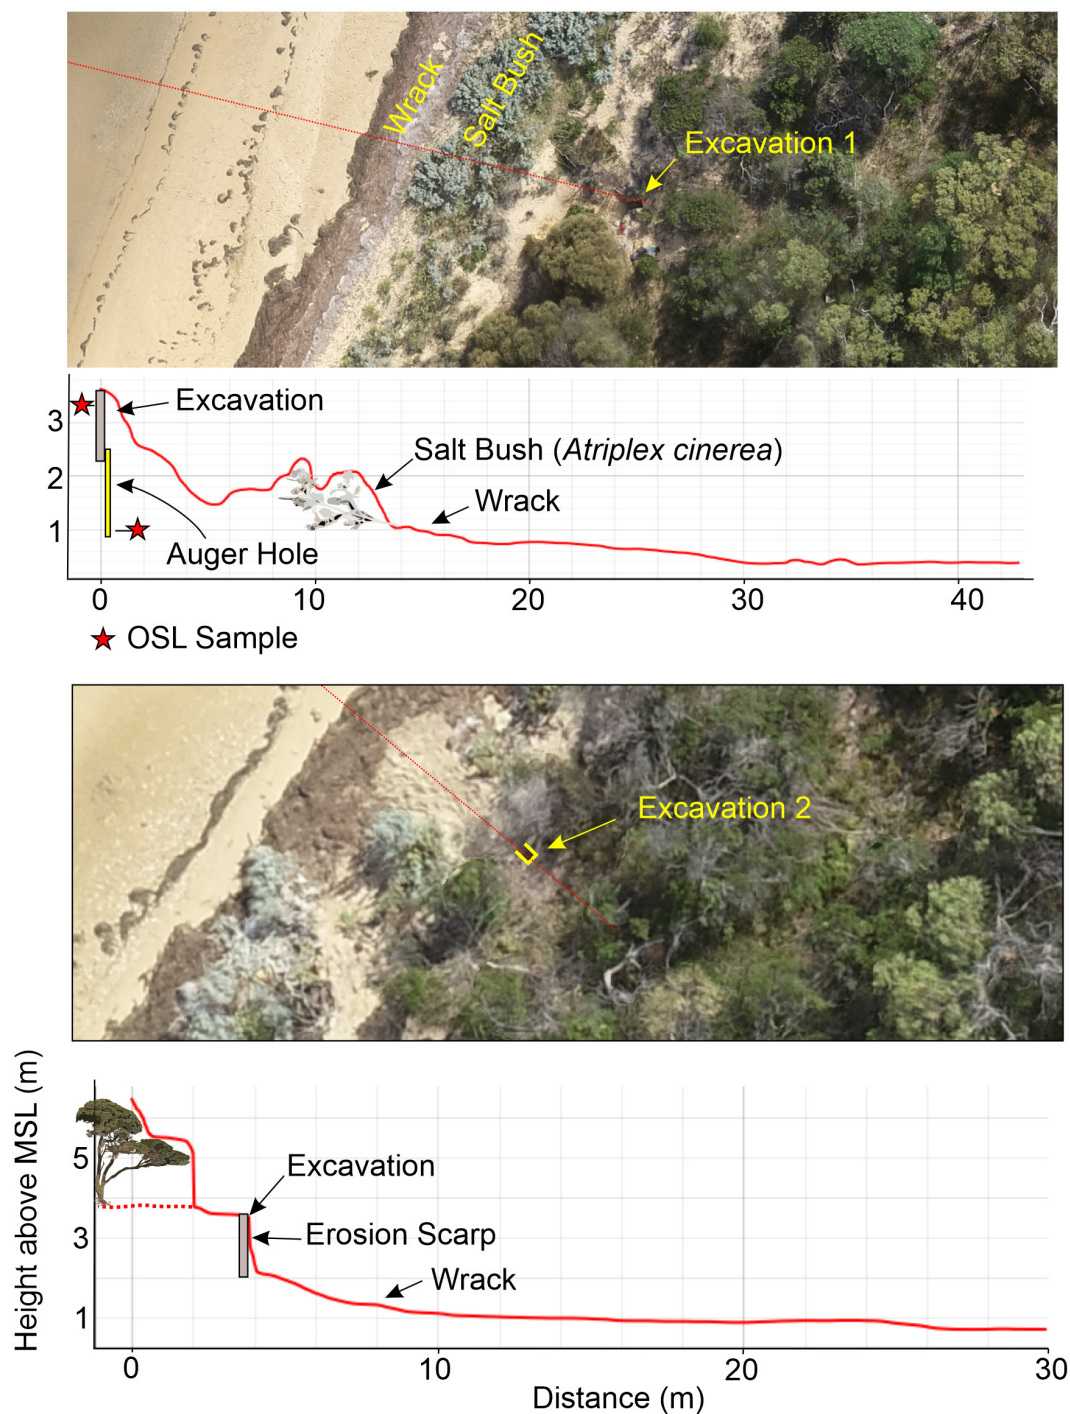 Wrack
Salt Bush
Excavation 1
Excavation
3
Salt Bush (Atriplex cinerea)
2
Wrack
1
Auger Hole
0
10
20
30
40
OSL Sample
Excavation 2
Height above MSL (m)
5
Excavation
3
Erosion Scarp
Wrack
1
0
10
20
30
Distance (m)